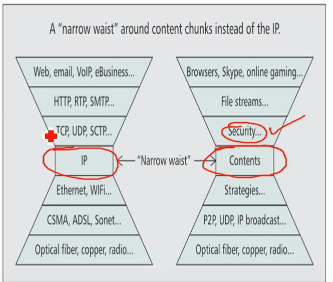 A "narrow waist" around content chunks instead of the IP.
Web, email, VoIP, eBusiness...
HTTP, RTP, SMTP...
TCP, UDP, SCTP...
IP
Ethernet, WiFi...
CSMA, ADSL, Sonet...
Optical fiber, copper, radio...
"Narrow waist"
Browsers, Skype, online gaming...
File streams...
Security...
Contents
Strategies...
P2P, UDP, IP broadcast...
Optical fiber, copper, radio...